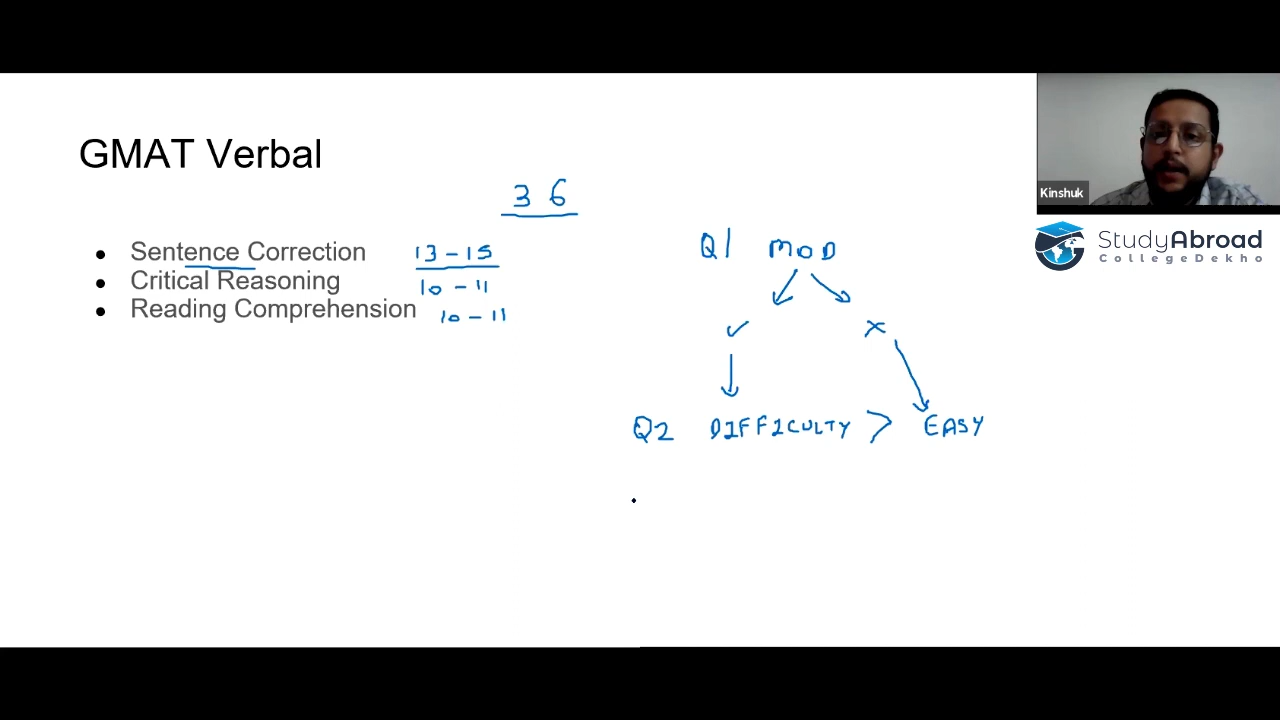 GMAT Verbal
36
● Sentence Correction 13-15
● Critical Reasoning 10-11
● Reading Comprehension 10-11
Q1 MOD
✓ ×
Q2 DIFFICULTY > EASY
Kinshuk
StudyAbroad
CollegeDekho